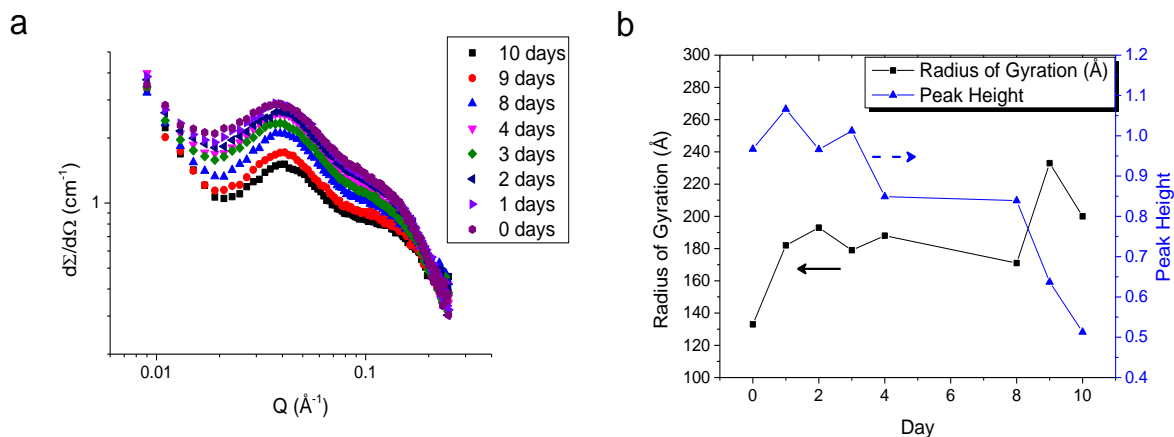 a
dΣ/dΩ (cm-1)
1
0.01
0.1
Q (Å-1)
10 days
9 days
8 days
4 days
3 days
2 days
1 days
0 days
b
Radius of Gyration (Å)
300
280
260
240
220
200
180
160
140
120
100
Radius of Gyration (Å)
Peak Height
1.2
1.1
1.0
0.9
0.8
0.7
0.6
0.5
0.4
Peak Height
0
2
4
6
8
10
Day